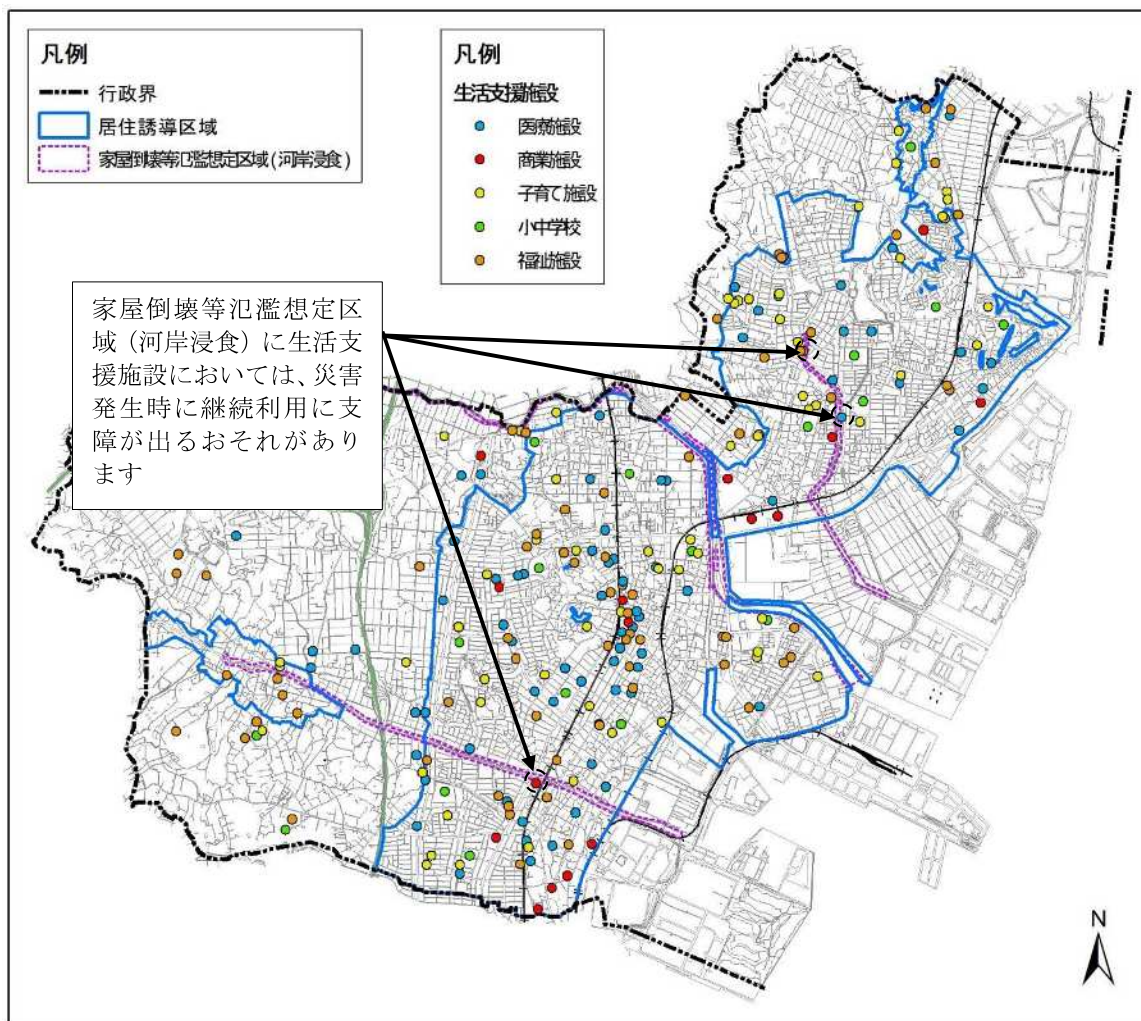 凡例
行政界
居住誘導区域
家屋倒壊等氾濫想定区域(河岸浸食)
凡例
生活支援施設
医療施設
商業施設
子育て施設
小中学校
福祉施設
家屋倒壊等氾濫想定区
域（河岸浸食）に生活支
援施設においては、災害
発生時に継続利用に支
障が出るおそれがあり
ます
N